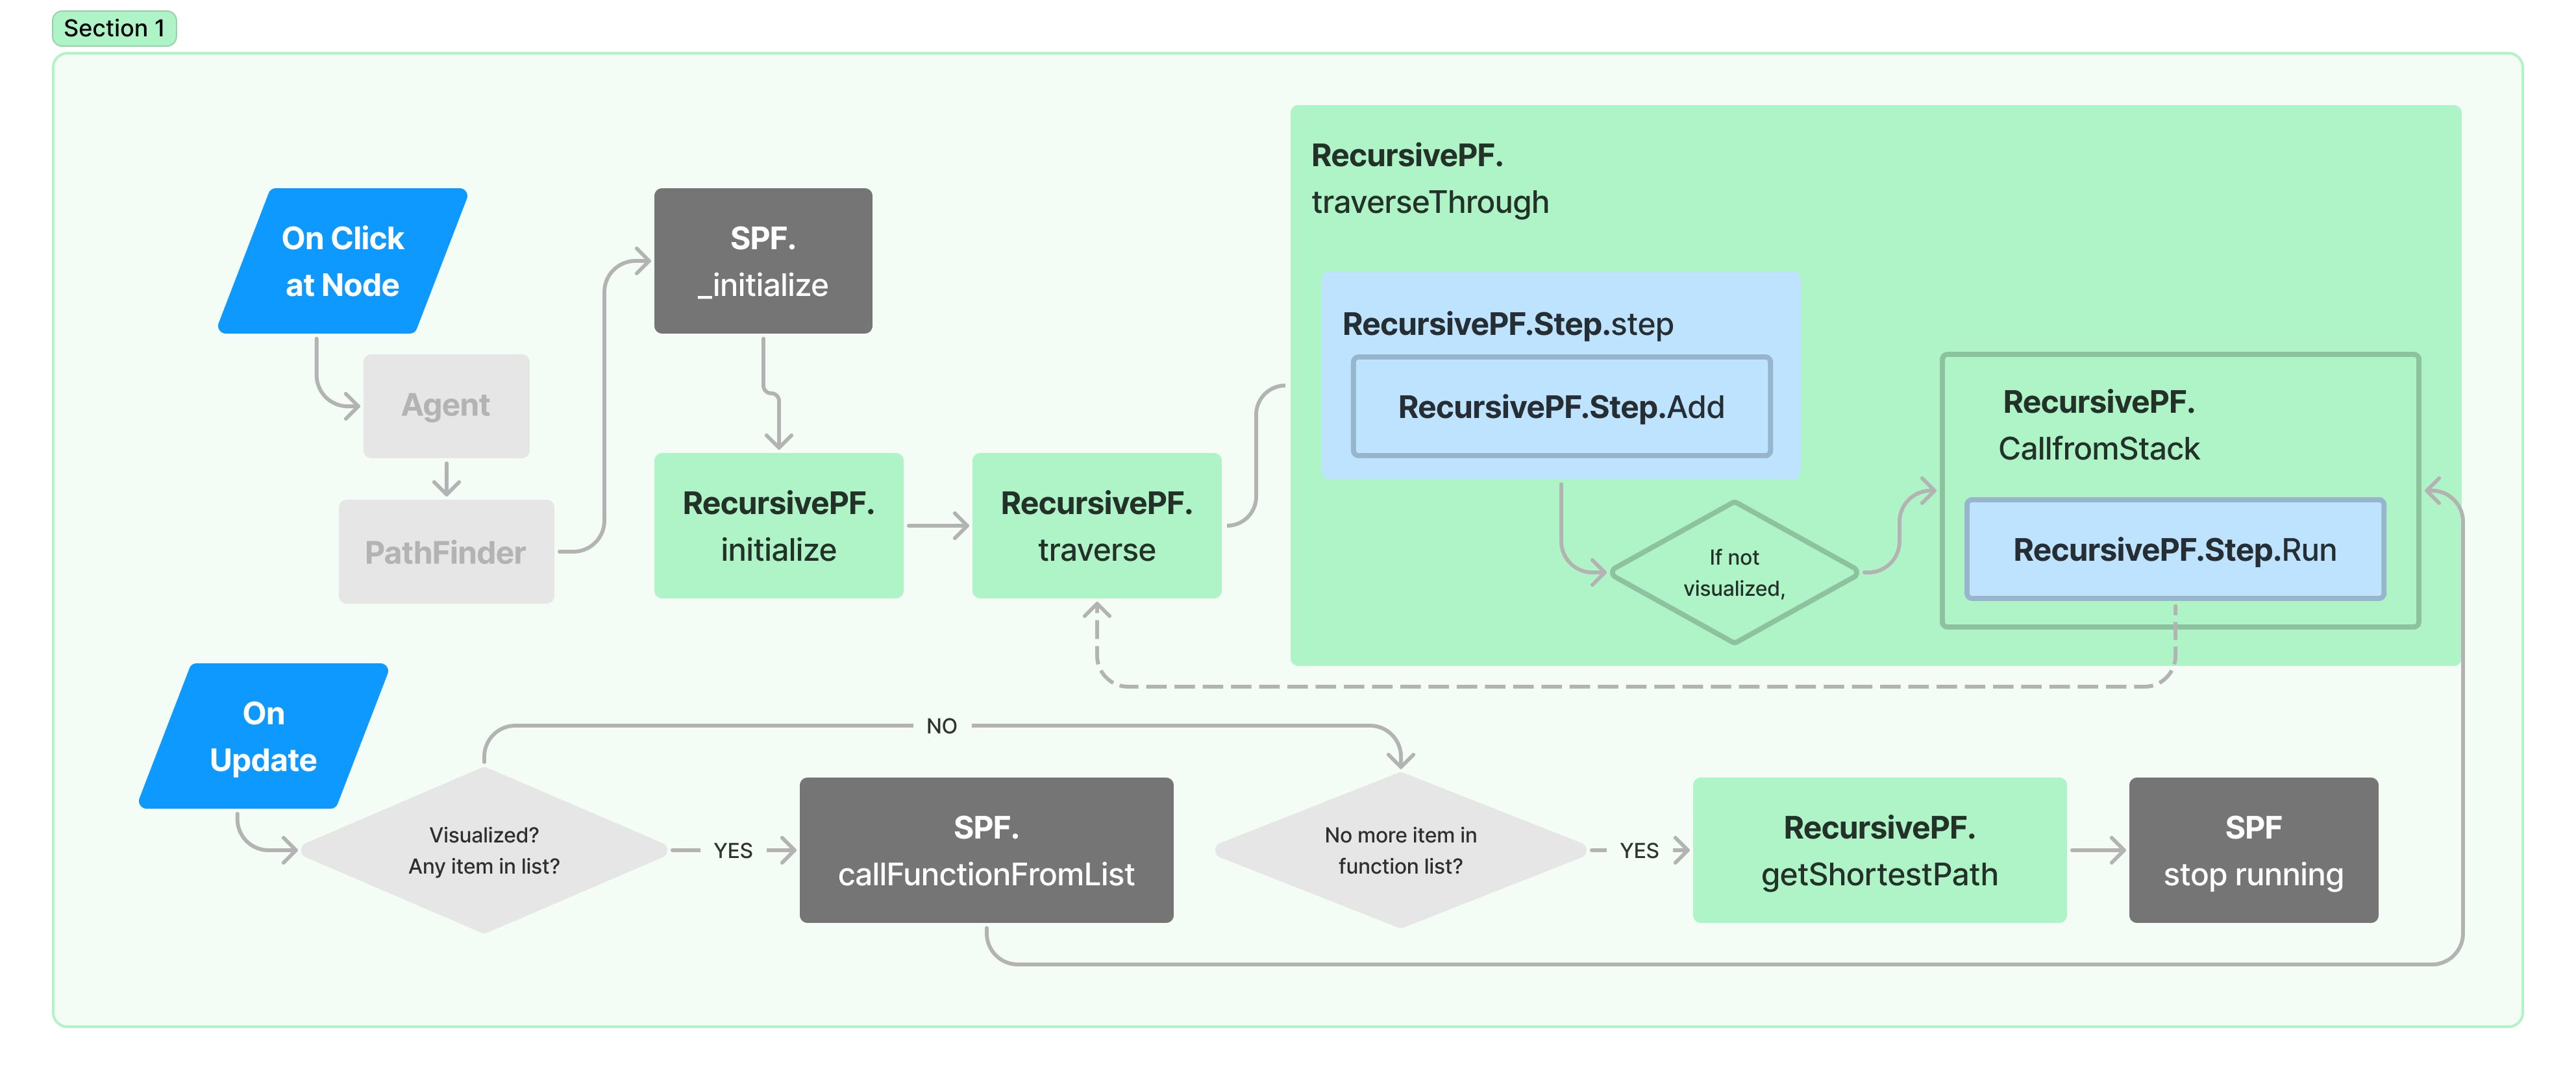 Section 1
On Click
at Node
Agent
PathFinder
SPF.
_initialize
RecursivePF.
initialize
RecursivePF.
traverse
RecursivePF.
traverseThrough
RecursivePF.Step.step
RecursivePF.Step.Add
If not
visualized,
RecursivePF.
CallfromStack
RecursivePF.Step.Run
On
Update
Visualized?
Any item in list?
NO
YES
SPF.
callFunctionFromList
No more item in
function list?
YES
RecursivePF.
getShortestPath
SPF
stop running